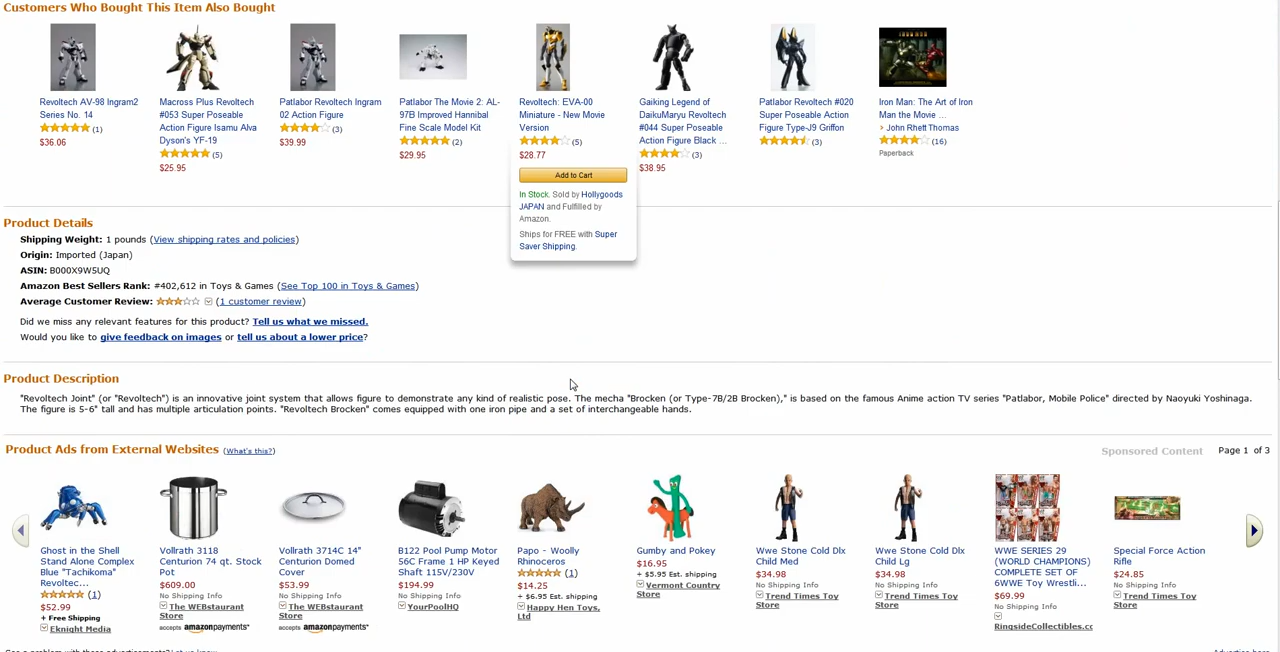 Customers Who Bought This Item Also Bought
Revoltech AV-98 Ingram2
Series No. 14
(1)
$36.06
Macross Plus Revoltech
#053 Super Poseable
Action Figure Isamu Alva
Dyson's YF-19
(5)
$25.95
Patlabor Revoltech Ingram
02 Action Figure
(3)
$39.99
Patlabor The Movie 2: AL-
97B Improved Hannibal
Fine Scale Model Kit
(2)
$29.95
Revoltech: EVA-00
Miniature - New Movie
Version
(5)
$28.77
Add to Cart
In Stock. Sold by Hollygoods
JAPAN and Fulfilled by
Amazon.
Ships for FREE with Super
Saver Shipping.
Gaiking Legend of
DaikuMaryu Revoltech
#044 Super Poseable
Action Figure Black ...
(3)
$38.95
Patlabor Revoltech #020
Super Poseable Action
Figure Type-J9 Griffon
(3)
IRON MAN
Iron Man: The Art of Iron
Man the Movie ...
› John Rhett Thomas
(16)
Paperback
Product Details
Shipping Weight: 1 pounds (View shipping rates and policies)
Origin: Imported (Japan)
ASIN: B000X9W5UQ
Amazon Best Sellers Rank: #402,612 in Toys & Games (See Top 100 in Toys & Games)
Average Customer Review: (1 customer review)
Did we miss any relevant features for this product? Tell us what we missed.
Would you like to give feedback on images or tell us about a lower price?
Product Description
"Revoltech Joint" (or "Revoltech") is an innovative joint system that allows figure to demonstrate any kind of realistic pose. The mecha "Brocken (or Type-7B/2B Brocken)," is based on the famous Anime action TV series "Patlabor, Mobile Police" directed by Naoyuki Yoshinaga.
The figure is 5-6" tall and has multiple articulation points. "Revoltech Brocken" comes equipped with one iron pipe and a set of interchangeable hands.
Product Ads from External Websites (What's this?)
Sponsored Content Page 1 of 3
Ghost in the Shell
Stand Alone Complex
Blue "Tachikoma"
Revoltec...
(1)
$52.99
+ Free Shipping
Eknight Media
Vollrath 3118
Centurion 74 qt. Stock
Pot
$609.00
No Shipping Info
The WEBstaurant
Store
accepts amazonpayments™
Vollrath 3714C 14"
Centurion Domed
Cover
$53.99
No Shipping Info
The WEBstaurant
Store
accepts amazonpayments™
B122 Pool Pump Motor
56C Frame 1 HP Keyed
Shaft 115V/230V
$194.99
No Shipping Info
YourPoolHQ
Papo - Woolly
Rhinoceros
(1)
$14.25
+ $6.95 Est. shipping
Happy Hen Toys,
Ltd
Gumby and Pokey
$16.95
+ $5.95 Est. shipping
Vermont Country
Store
Wwe Stone Cold Dlx
Child Med
$34.98
No Shipping Info
Trend Times Toy
Store
Wwe Stone Cold Dlx
Child Lg
$34.98
No Shipping Info
Trend Times Toy
Store
WWE SERIES 29
(WORLD CHAMPIONS)
COMPLETE SET OF
6WWE Toy Wrestli...
$69.99
No Shipping Info
RingsideCollectibles.cc
Special Force Action
Rifle
$24.85
No Shipping Info
Trend Times Toy
Store